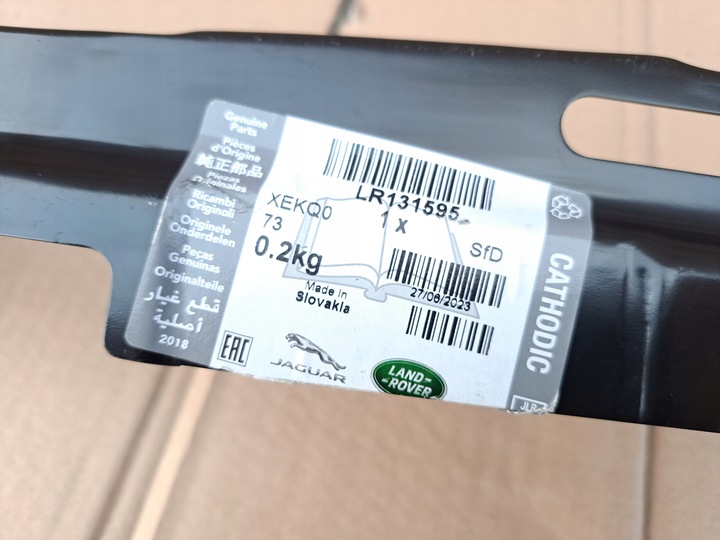 Genuine
Parts
Pièces
d'Origine
純正部品
Piezas
Originales
Ricambi
Originali
Originele
Onderdelen
Peças
Genuinas
Originalteile
قطع غيار
أصلية
2018
LR131595
1 x
XEKQ0
73
SfD
0.2kg
Made in
Slovakia
27/06/2023
EAC
JAGUAR
LAND-
-ROVER
CATHODIC
JLR